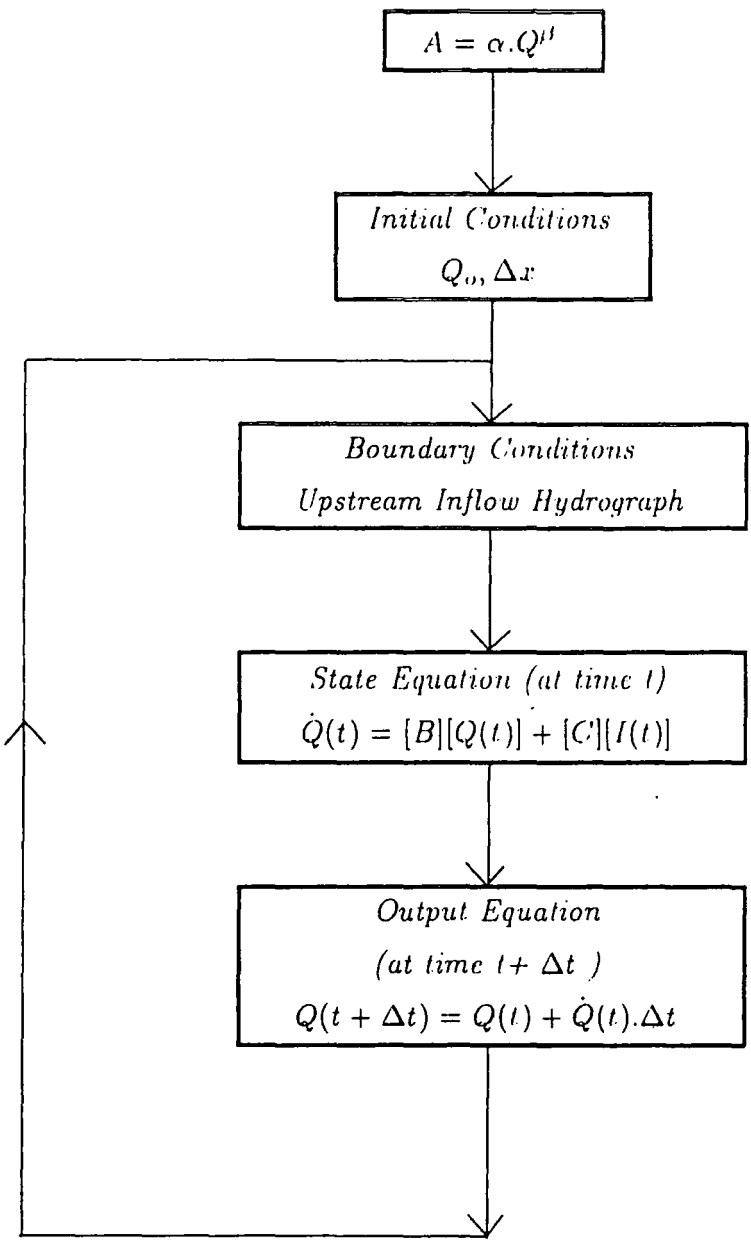 A = α.Q^β
Initial Conditions
Q₀, Δx
Boundary Conditions
Upstream Inflow Hydrograph
State Equation (at time t)
Q̇(t) = [B][Q(t)] + [C][I(t)]
Output Equation
(at time t+ Δt )
Q(t + Δt) = Q(t) + Q̇(t).Δt